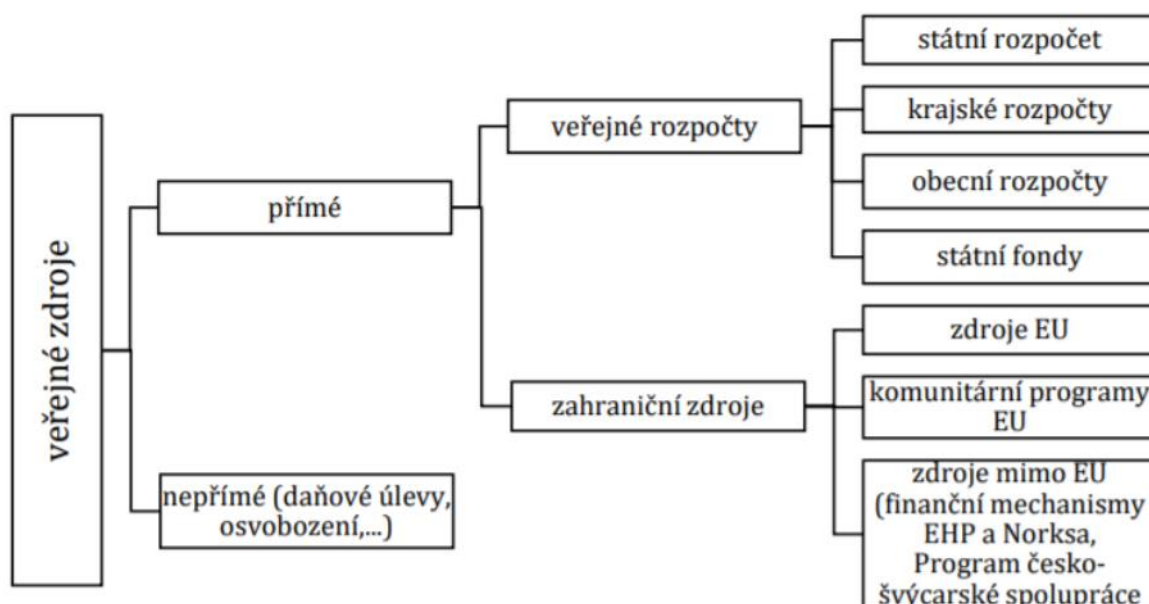 veřejné zdroje
přímé
nepřímé (daňové úlevy,
osvobození,...)
veřejné rozpočty
zahraniční zdroje
státní rozpočet
krajské rozpočty
obecní rozpočty
státní fondy
zdroje EU
komunitární programy
EU
zdroje mimo EU
(finanční mechanismy
EHP a Norksa,
Program česko-
švýcarské spolupráce